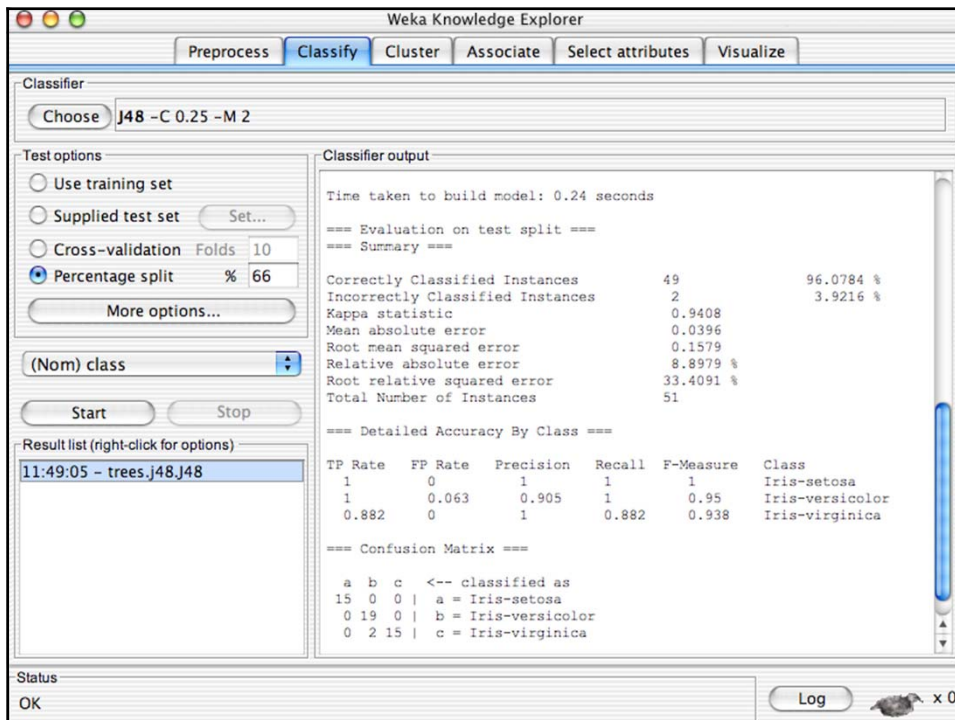 Weka Knowledge Explorer
Preprocess Classify Cluster Associate Select attributes Visualize
Classifier
Choose J48 -C 0.25 -M 2
Test options
Use training set
Supplied test set Set...
Cross-validation Folds 10
Percentage split % 66
More options...
(Nom) class
Start Stop
Result list (right-click for options)
11:49:05 - trees.j48.J48
Classifier output
Time taken to build model: 0.24 seconds
=== Evaluation on test split ===
=== Summary ===
Correctly Classified Instances 49 96.0784 %
Incorrectly Classified Instances 2 3.9216 %
Kappa statistic 0.9408
Mean absolute error 0.0396
Root mean squared error 0.1579
Relative absolute error 8.8979 %
Root relative squared error 33.4091 %
Total Number of Instances 51
=== Detailed Accuracy By Class ===
TP Rate FP Rate Precision Recall F-Measure Class
1 0 1 1 1 Iris-setosa
1 0.063 0.905 1 0.95 Iris-versicolor
0.882 0 1 0.882 0.938 Iris-virginica
=== Confusion Matrix ===
a b c <-- classified as
15 0 0 | a = Iris-setosa
0 19 0 | b = Iris-versicolor
0 2 15 | c = Iris-virginica
Status
OK
Log x 0